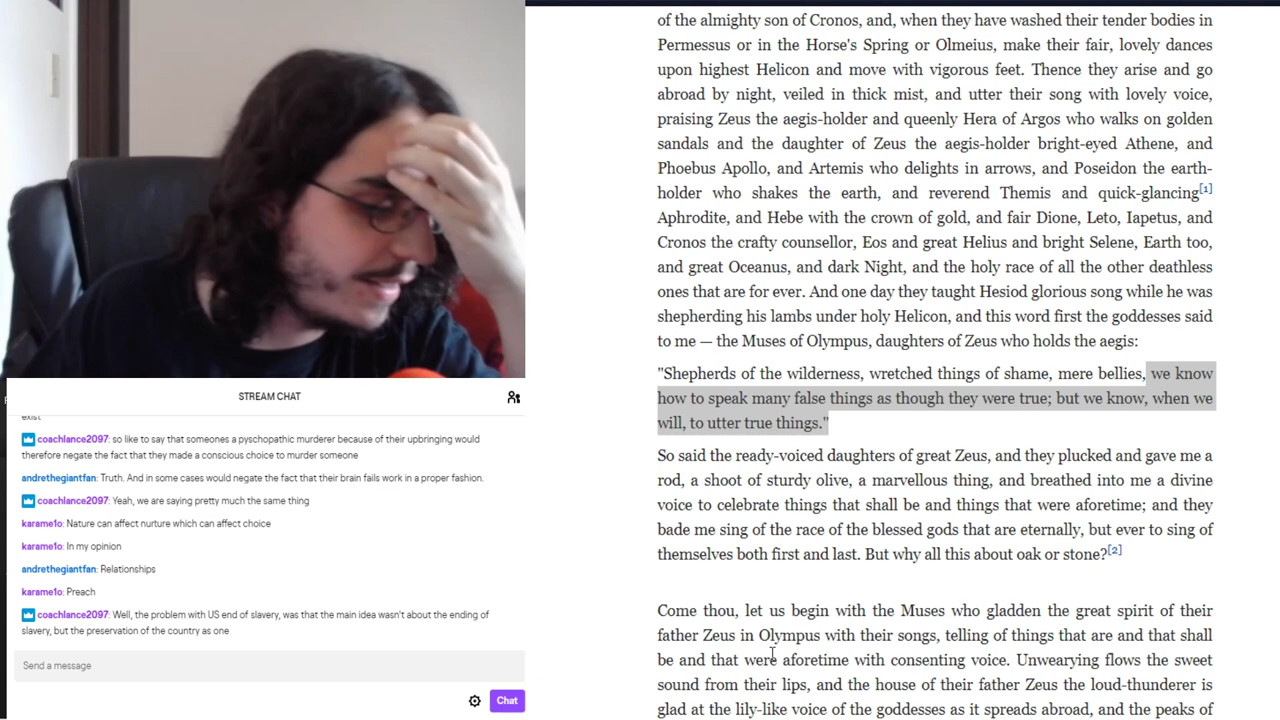 STREAM CHAT
exist
coachlance2097: so like to say that someones a pyschopathic murderer because of their upbringing would
therefore negate the fact that they made a conscious choice to murder someone
andrethegiantfan: Truth. And in some cases would negate the fact that their brain fails work in a proper fashion.
coachlance2097: Yeah, we are saying pretty much the same thing
karame1o: Nature can affect nurture which can affect choice
karame1o: In my opinion
andrethegiantfan: Relationships
karame1o: Preach
coachlance2097: Well, the problem with US end of slavery, was that the main idea wasn't about the ending of
slavery, but the preservation of the country as one
Send a message
Chat
of the almighty son of Cronos, and, when they have washed their tender bodies in
Permessus or in the Horse's Spring or Olmeius, make their fair, lovely dances
upon highest Helicon and move with vigorous feet. Thence they arise and go
abroad by night, veiled in thick mist, and utter their song with lovely voice,
praising Zeus the aegis-holder and queenly Hera of Argos who walks on golden
sandals and the daughter of Zeus the aegis-holder bright-eyed Athene, and
Phoebus Apollo, and Artemis who delights in arrows, and Poseidon the earth-
holder who shakes the earth, and reverend Themis and quick-glancing[1]
Aphrodite, and Hebe with the crown of gold, and fair Dione, Leto, Iapetus, and
Cronos the crafty counsellor, Eos and great Helius and bright Selene, Earth too,
and great Oceanus, and dark Night, and the holy race of all the other deathless
ones that are for ever. And one day they taught Hesiod glorious song while he was
shepherding his lambs under holy Helicon, and this word first the goddesses said
to me — the Muses of Olympus, daughters of Zeus who holds the aegis:
"Shepherds of the wilderness, wretched things of shame, mere bellies, we know
how to speak many false things as though they were true; but we know, when we
will, to utter true things."
So said the ready-voiced daughters of great Zeus, and they plucked and gave me a
rod, a shoot of sturdy olive, a marvellous thing, and breathed into me a divine
voice to celebrate things that shall be and things that were aforetime; and they
bade me sing of the race of the blessed gods that are eternally, but ever to sing of
themselves both first and last. But why all this about oak or stone?[2]
Come thou, let us begin with the Muses who gladden the great spirit of their
father Zeus in Olympus with their songs, telling of things that are and that shall
be and that were aforetime with consenting voice. Unwearying flows the sweet
sound from their lips, and the house of their father Zeus the loud-thunderer is
glad at the lily-like voice of the goddesses as it spreads abroad, and the peaks of